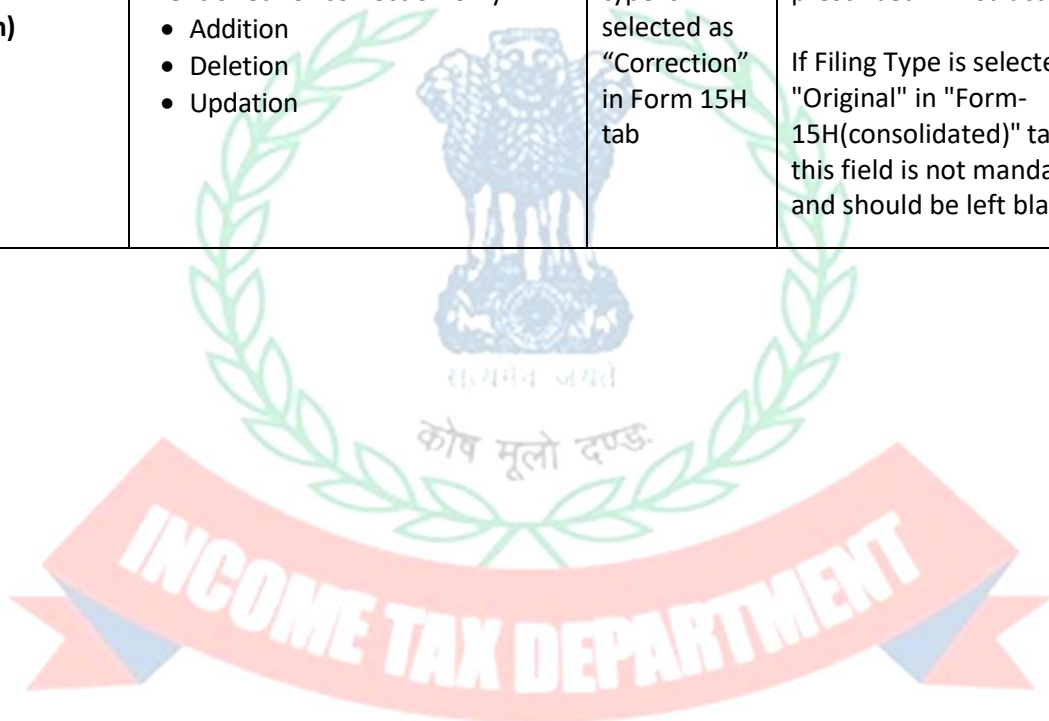 n)
• Addition
• Deletion
• Updation
selected as
“Correction”
in Form 15H
tab
If Filing Type is selecte
"Original" in "Form-
15H(consolidated)" ta
this field is not manda
and should be left bla
सत्यमेव जयते
कोष मूलो दण्डः
INCOME TAX DEPARTMENT